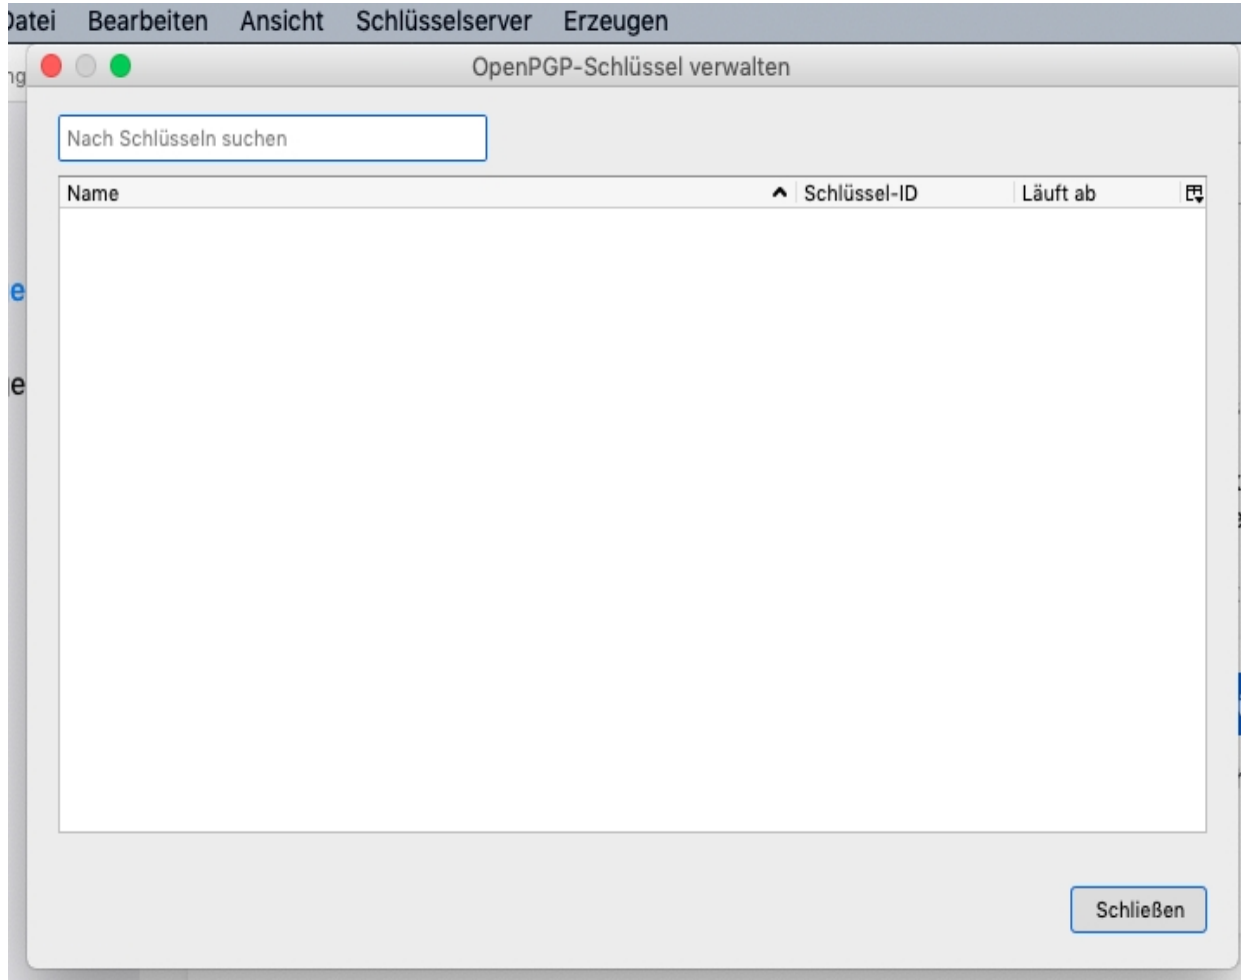 Datei Bearbeiten Ansicht Schlüsselserver Erzeugen
OpenPGP-Schlüssel verwalten
Nach Schlüsseln suchen
Name Schlüssel-ID Läuft ab
Schließen